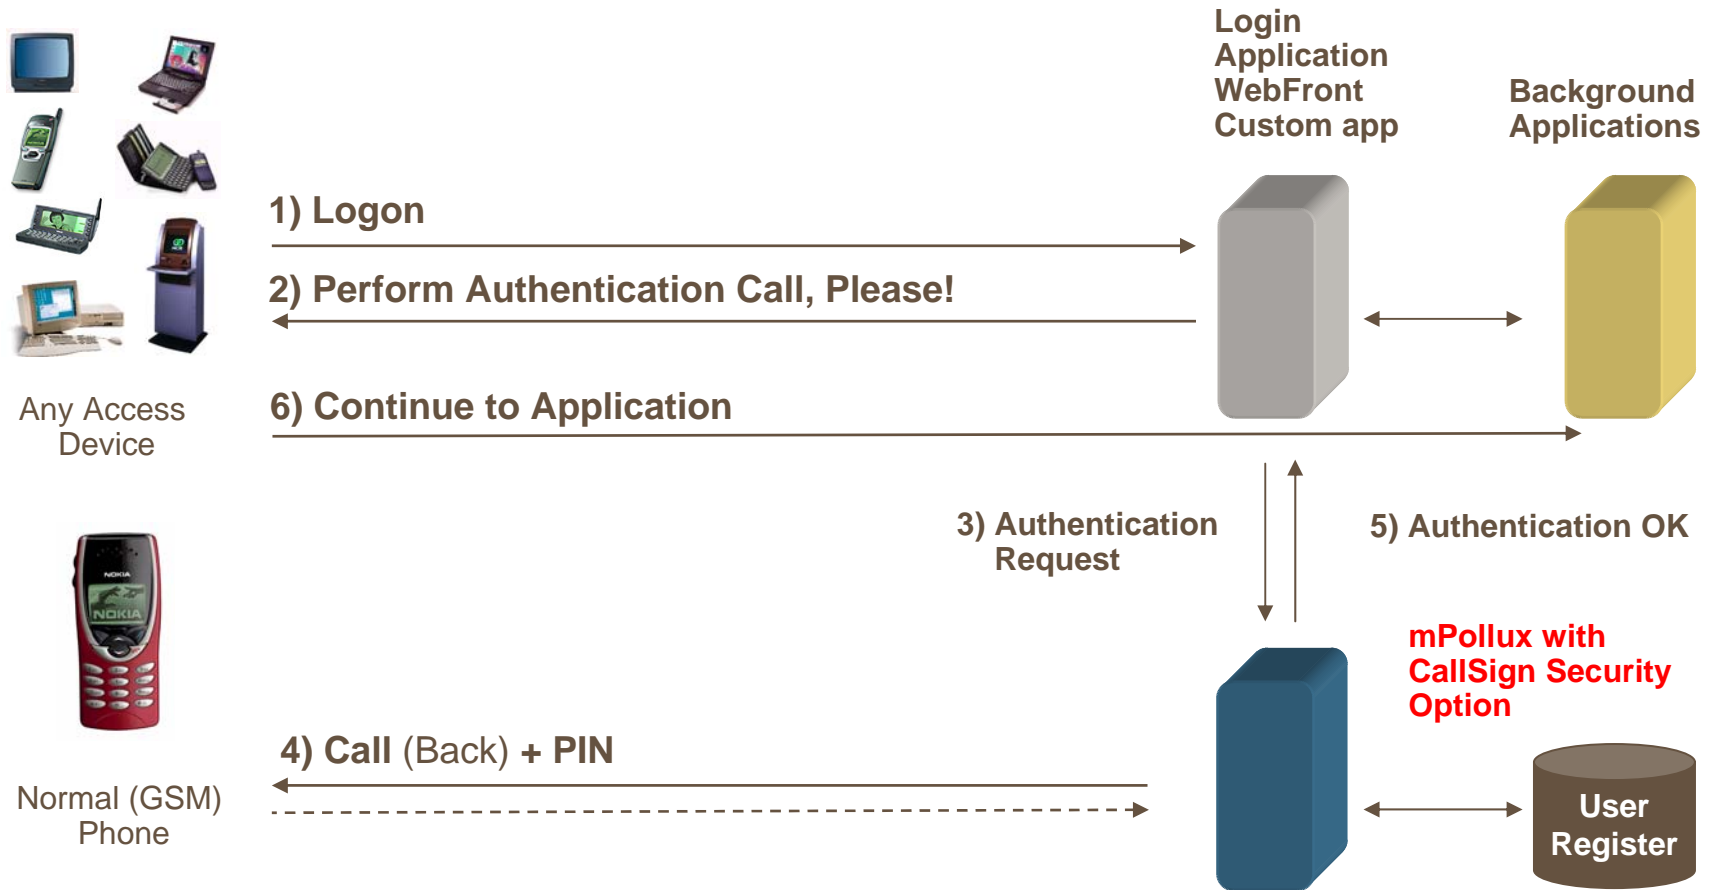 Login
Application
WebFront
Custom app
Background
Applications
1) Logon
2) Perform Authentication Call, Please!
Any Access
Device
6) Continue to Application
3) Authentication
Request
5) Authentication OK
NOKIA
NOKIA
mPollux with
CallSign Security
Option
4) Call (Back) + PIN
Normal (GSM)
Phone
User
Register